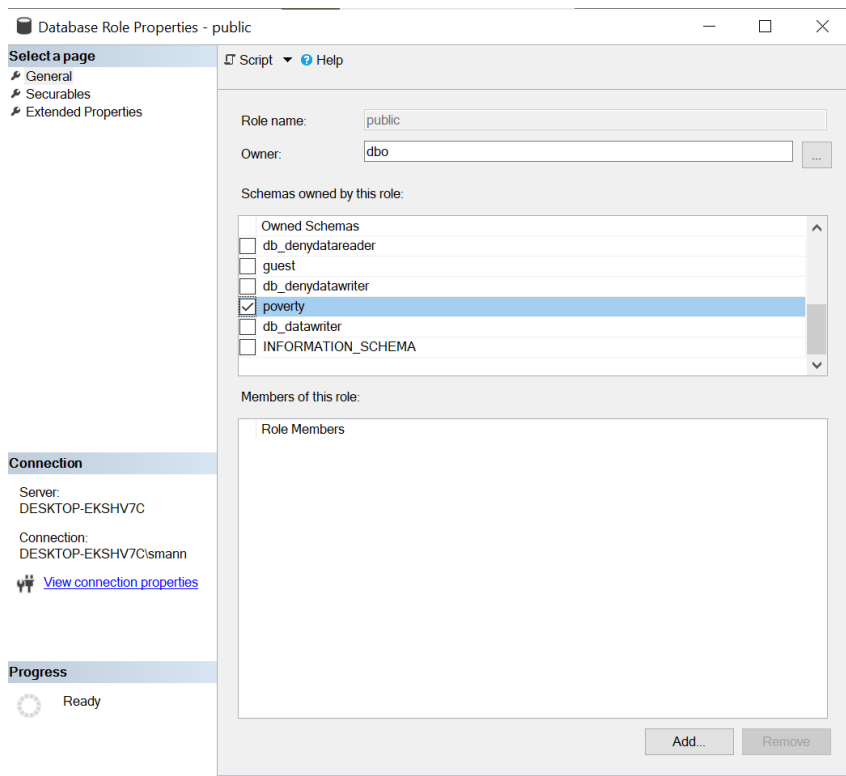 Database Role Properties - public
Select a page
General
Securables
Extended Properties
Script
Help
Role name: public
Owner: dbo
...
Schemas owned by this role:
Owned Schemas
db_denydatareader
guest
db_denydatawriter
poverty
db_datawriter
INFORMATION_SCHEMA
Members of this role:
Role Members
Connection
Server:
DESKTOP-EKSHV7C
Connection:
DESKTOP-EKSHV7C\smann
View connection properties
Progress
Ready
Add...
Remove